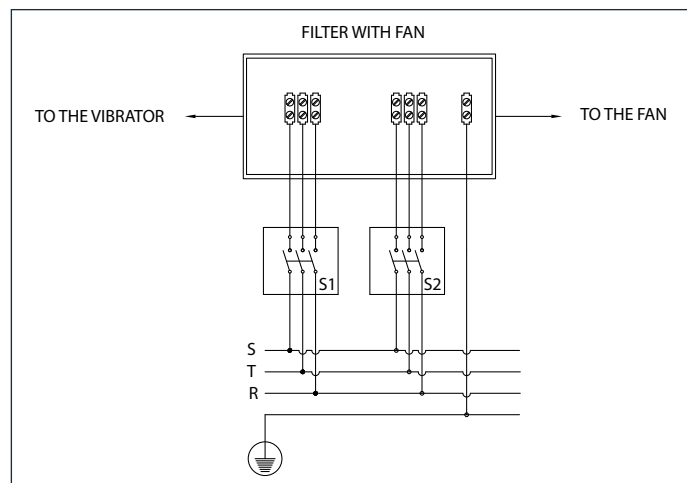 FILTER WITH FAN
TO THE VIBRATOR
TO THE FAN
S1
S2
S
T
R